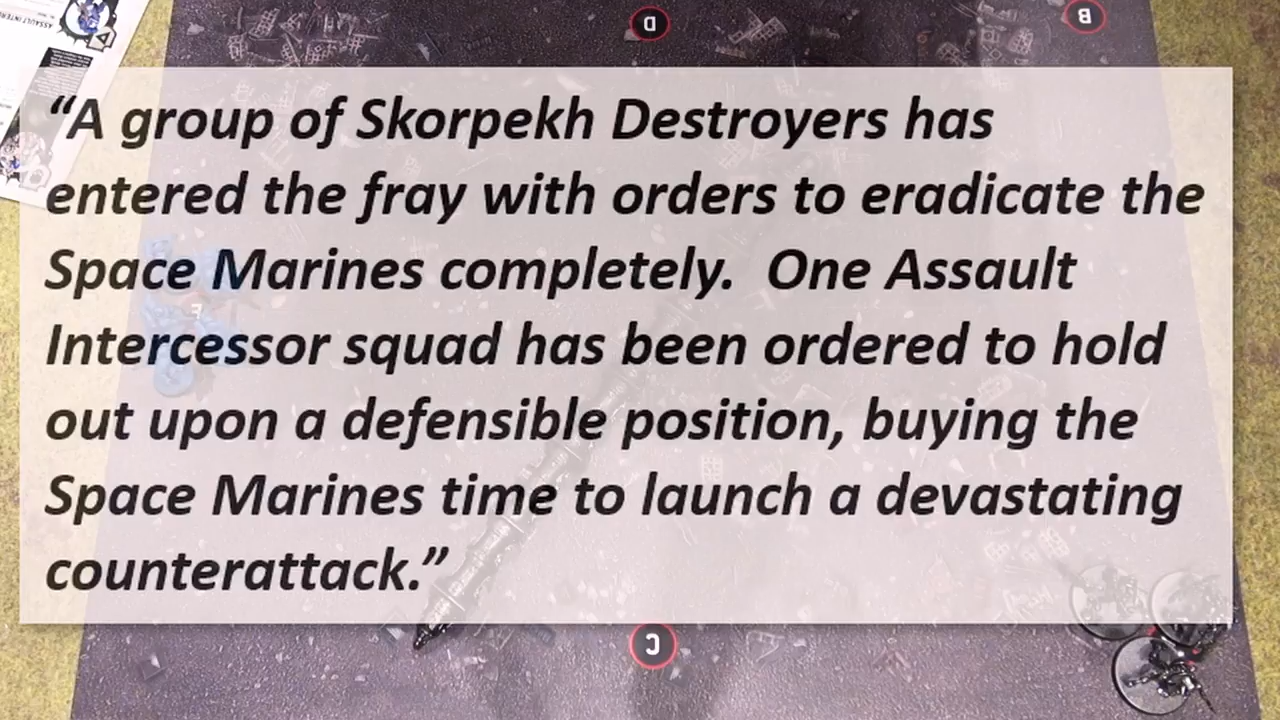 ASSAULT INTER
D
B
“A group of Skorpekh Destroyers has
entered the fray with orders to eradicate the
Space Marines completely.  One Assault
Intercessor squad has been ordered to hold
out upon a defensible position, buying the
Space Marines time to launch a devastating
counterattack.”
C